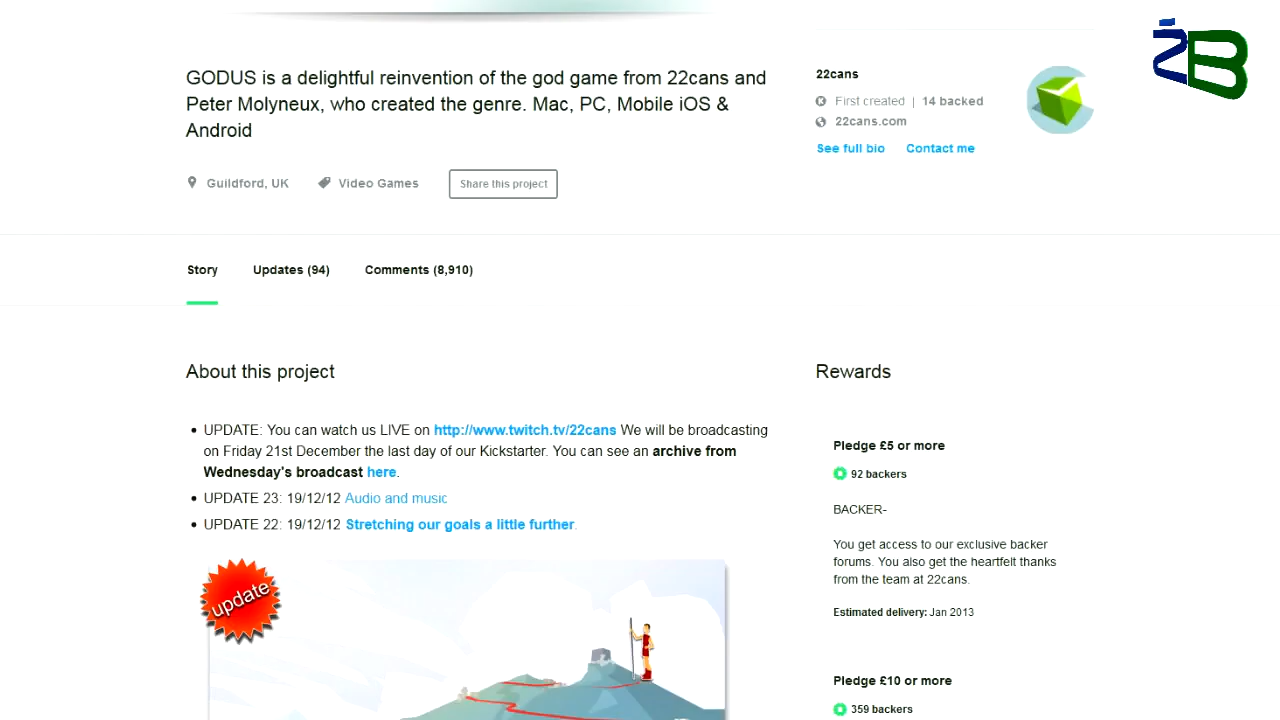 GODUS is a delightful reinvention of the god game from 22cans and
Peter Molyneux, who created the genre. Mac, PC, Mobile iOS &
Android
Guildford, UK
Video Games
Share this project
22cans
First created | 14 backed
22cans.com
See full bio
Contact me
Story
Updates (94)
Comments (8,910)
About this project
UPDATE: You can watch us LIVE on http://www.twitch.tv/22cans We will be broadcasting
on Friday 21st December the last day of our Kickstarter. You can see an archive from
Wednesday's broadcast here.
UPDATE 23: 19/12/12 Audio and music
UPDATE 22: 19/12/12 Stretching our goals a little further.
update
Rewards
Pledge £5 or more
92 backers
BACKER-
You get access to our exclusive backer
forums. You also get the heartfelt thanks
from the team at 22cans.
Estimated delivery: Jan 2013
Pledge £10 or more
359 backers